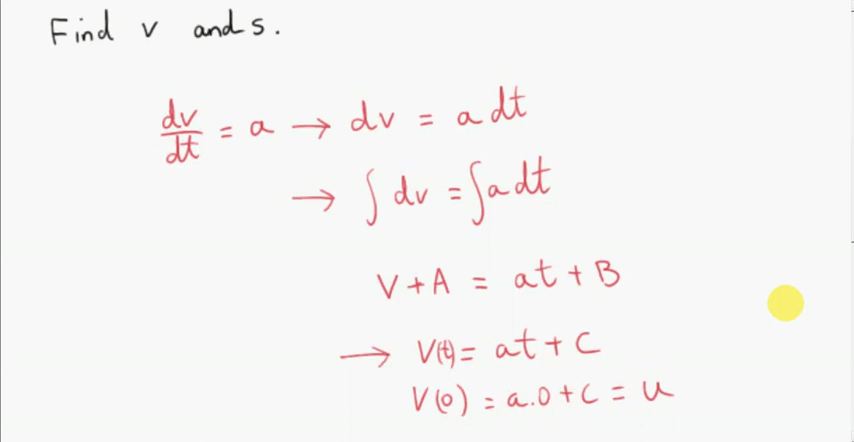 Find v and s.
dv/dt = a → dv = a dt
→ ∫ dv = ∫ a dt
V + A = at + B
→ V(t) = at + C
V(0) = a.0 + C = u